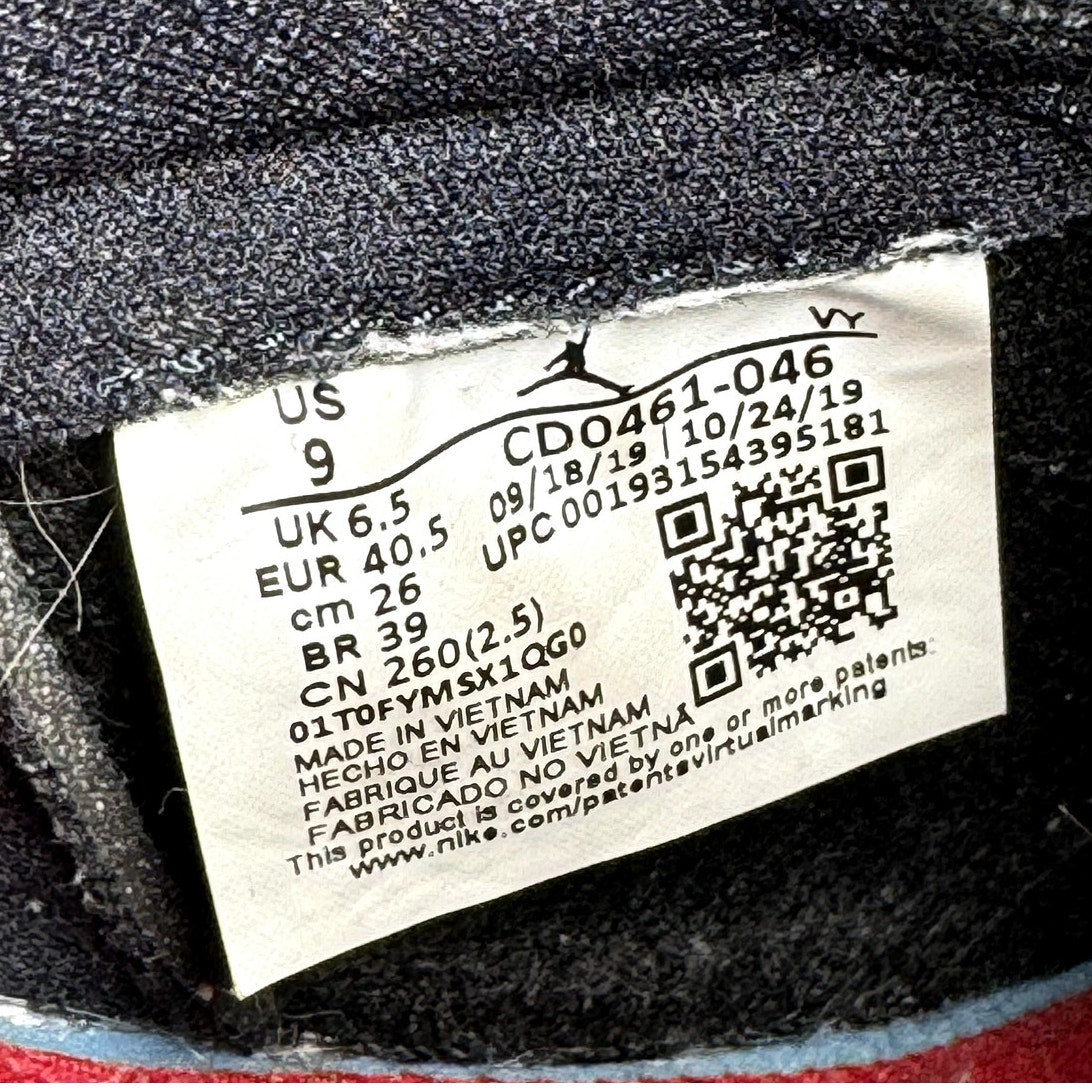 VY
US
9
CD0461-046
09/18/19 | 10/24/19
UPC 00193154395181
UK 6.5
EUR 40.5
cm 26
BR 39
CN 260(2.5)
01T0FYMSX1QG0
MADE IN VIETNAM
HECHO EN VIETNAM
FABRIQUE AU VIETNAM
FABRICADO NO VIETNÃ
This product is covered by one or more patents.
www.nike.com/patentsvirtualmarking